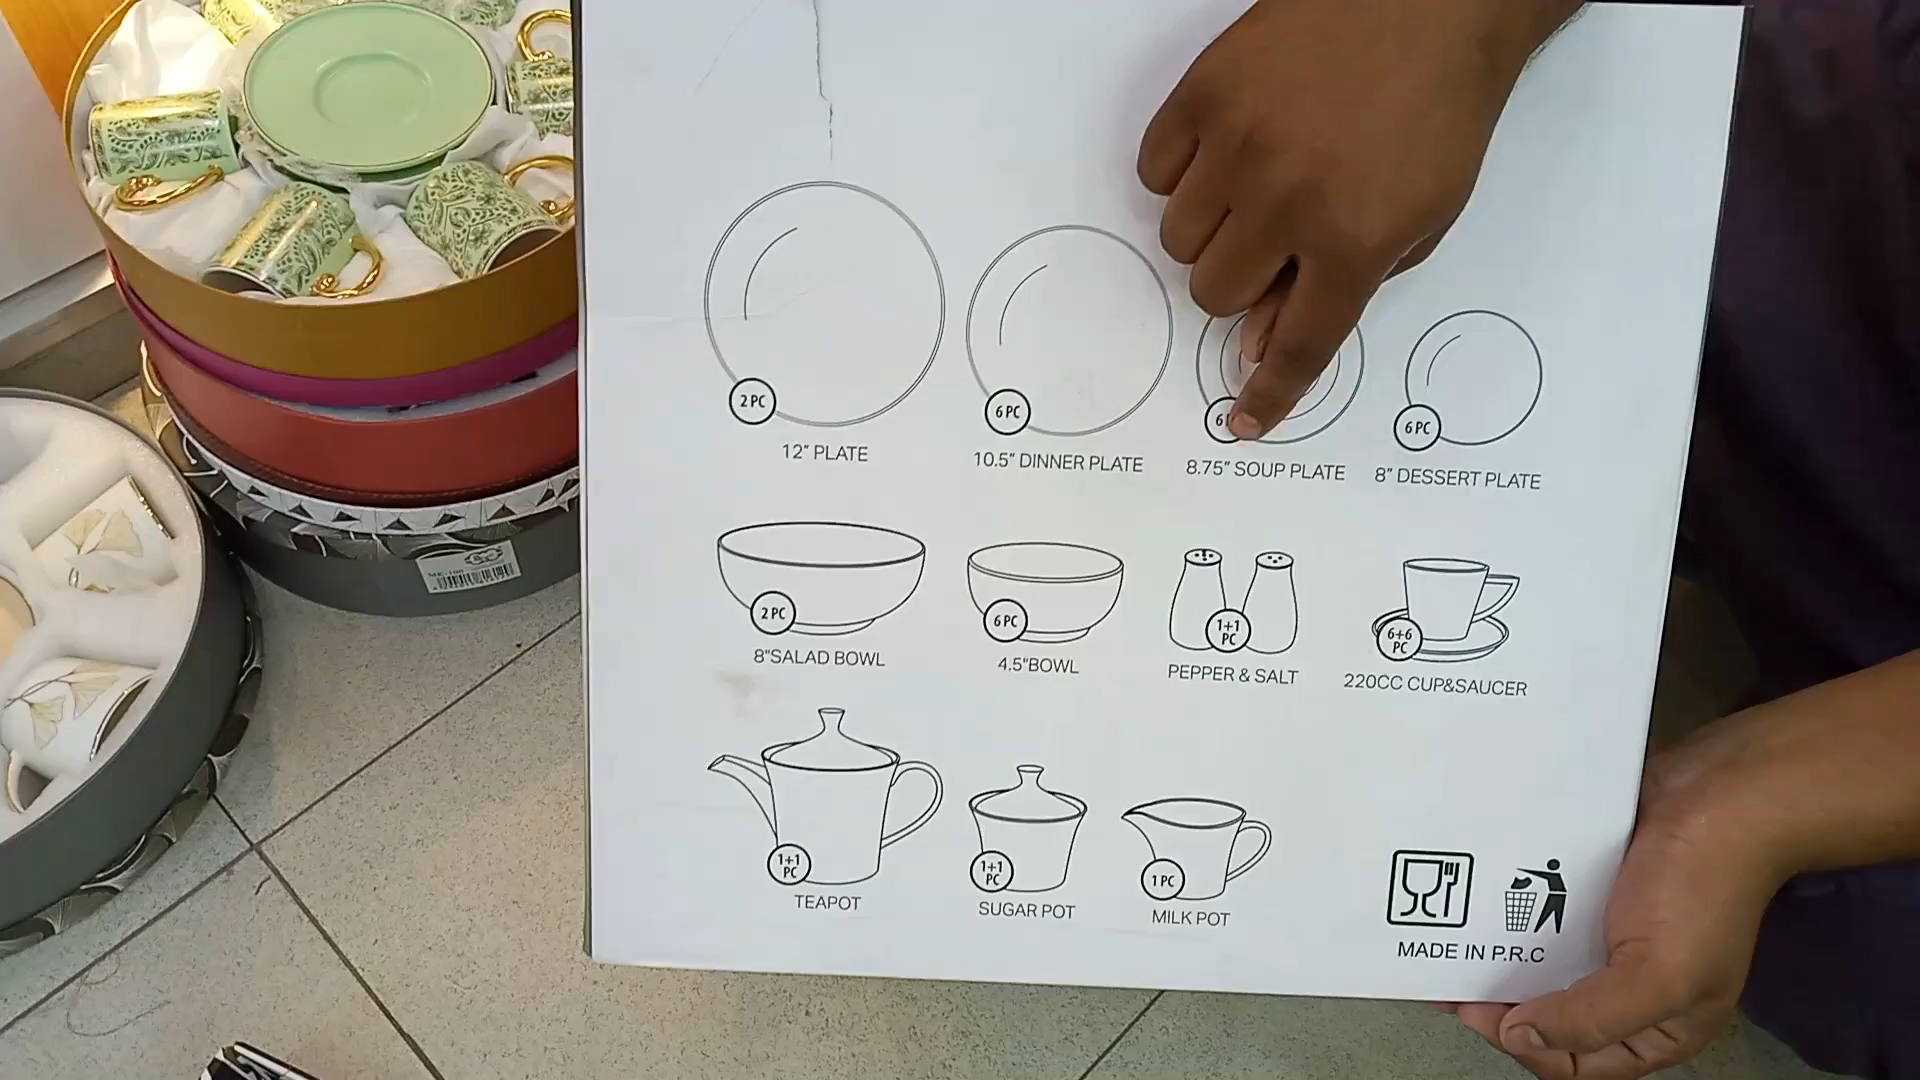 2 PC
12" PLATE
6 PC
10.5" DINNER PLATE
8.75" SOUP PLATE
6 PC
8" DESSERT PLATE
2 PC
8"SALAD BOWL
6 PC
4.5"BOWL
1+1
PC
PEPPER & SALT
6+6
PC
220CC CUP&SAUCER
1+1
PC
TEAPOT
1+1
PC
SUGAR POT
1 PC
MILK POT
MADE IN P.R.C